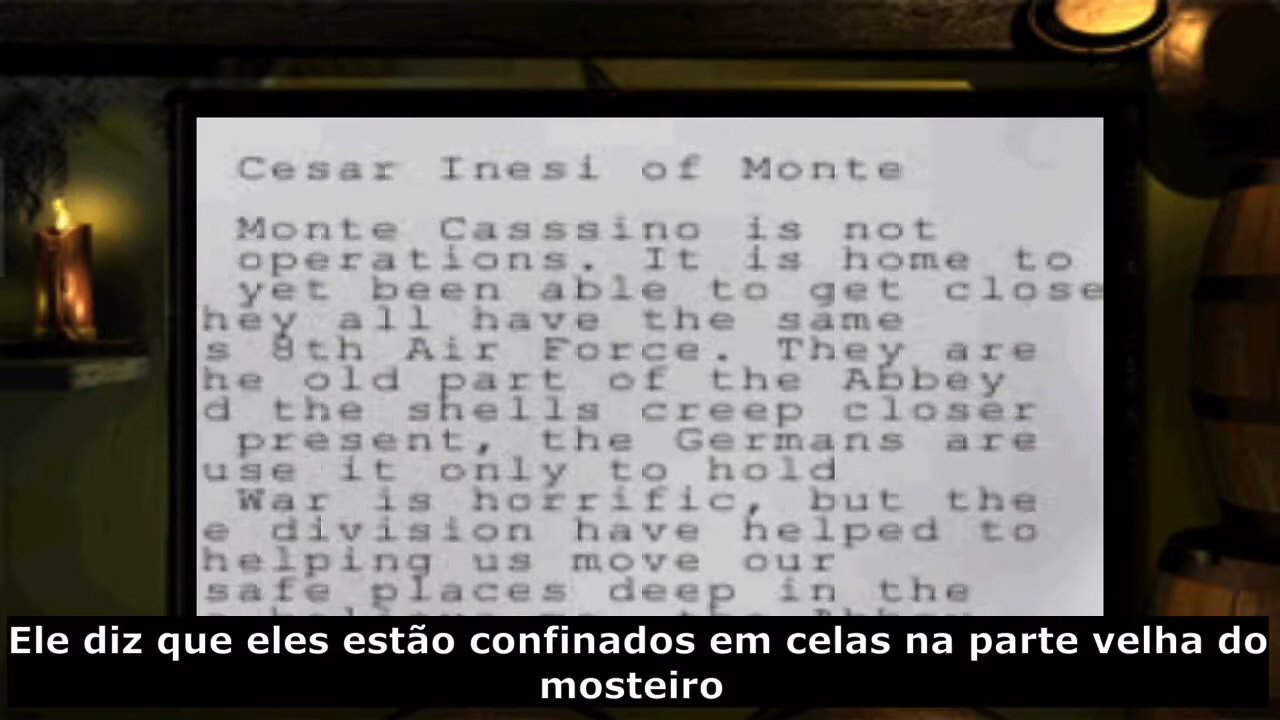 Cesar Inesi of Monte
Monte Casssino is not
operations. It is home to
yet been able to get close
hey all have the same
s 8th Air Force. They are
he old part of the Abbey
d the shells creep closer
present, the Germans are
use it only to hold
War is horrific, but the
e division have helped to
helping us move our
safe places deep in the
Ele diz que eles estão confinados em celas na parte velha do
mosteiro